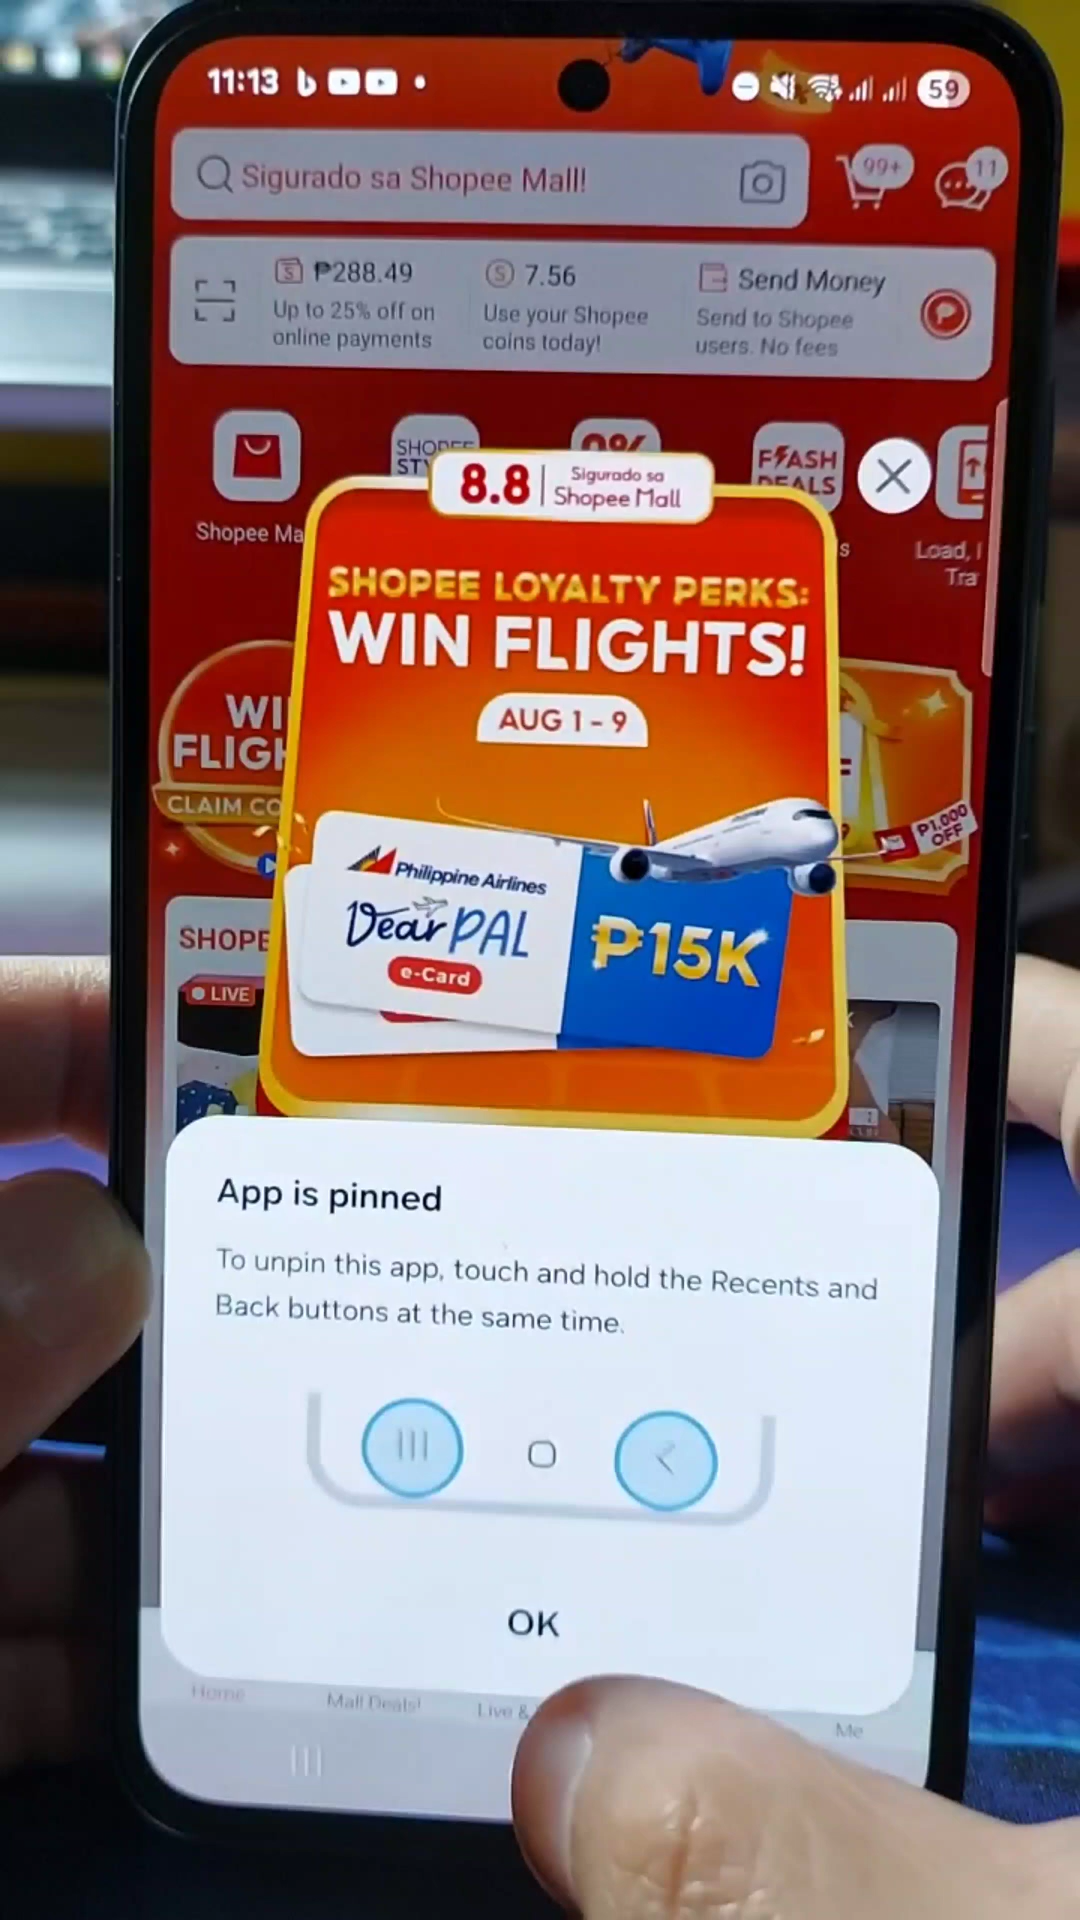 11:13
59
Sigurado sa Shopee Mall!
99+
11
₱288.49
Up to 25% off on
online payments
7.56
Use your Shopee
coins today!
Send Money
Send to Shopee
users. No fees
SHOPEE
0%
F⚡ASH
DEALS
Shopee Ma
s
Load,
Tra
8.8
Sigurado sa
Shopee Mall
SHOPEE LOYALTY PERKS:
WIN FLIGHTS!
AUG 1 - 9
WI
FLIGH
CLAIM CO
₱1,000
OFF
Philippine Airlines
Dear PAL
e-Card
₱15K
SHOPE
LIVE
App is pinned
To unpin this app, touch and hold the Recents and
Back buttons at the same time.
OK
Home
Mall Deals!
Live &
Me